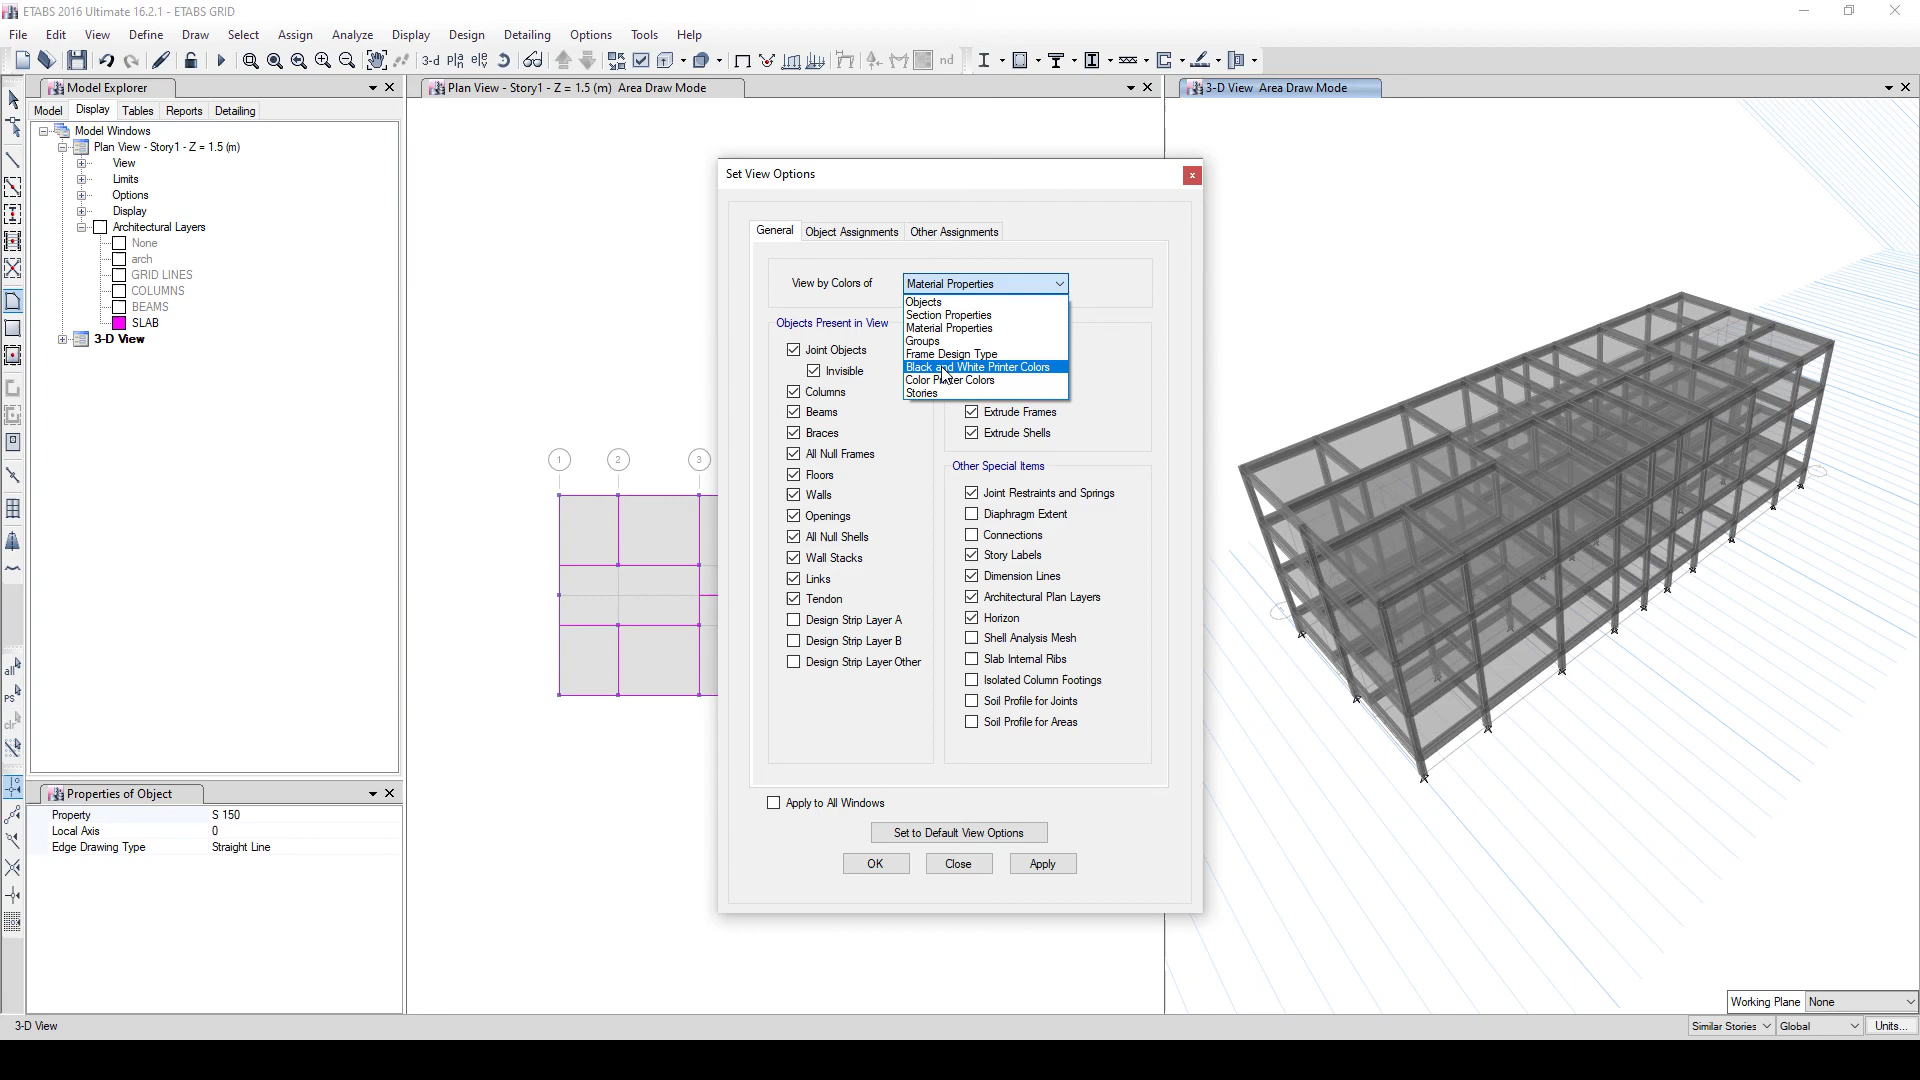 ETABS 2016 Ultimate 16.2.1 - ETABS GRID
File Edit View Define Draw Select Assign Analyze Display Design Detailing Options Tools Help
3-d nd
Model Explorer
Model Display Tables Reports Detailing
Model Windows
Plan View - Story1 - Z = 1.5 (m)
View
Limits
Options
Display
Architectural Layers
None
arch
GRID LINES
COLUMNS
BEAMS
SLAB
3-D View
all
PS
clr
Properties of Object
Property S 150
Local Axis 0
Edge Drawing Type Straight Line
Plan View - Story1 - Z = 1.5 (m) Area Draw Mode
1 2 3
Set View Options
x
General Object Assignments Other Assignments
View by Colors of Material Properties
Objects
Section Properties
Material Properties
Groups
Frame Design Type
Black and White Printer Colors
Color Printer Colors
Stories
Objects Present in View
Joint Objects
Invisible
Columns
Beams
Braces
All Null Frames
Floors
Walls
Openings
All Null Shells
Wall Stacks
Links
Tendon
Design Strip Layer A
Design Strip Layer B
Design Strip Layer Other
Extrude Frames
Extrude Shells
Other Special Items
Joint Restraints and Springs
Diaphragm Extent
Connections
Story Labels
Dimension Lines
Architectural Plan Layers
Horizon
Shell Analysis Mesh
Slab Internal Ribs
Isolated Column Footings
Soil Profile for Joints
Soil Profile for Areas
Apply to All Windows
Set to Default View Options
OK Close Apply
3-D View Area Draw Mode
Working Plane None
3-D View
Similar Stories Global Units...